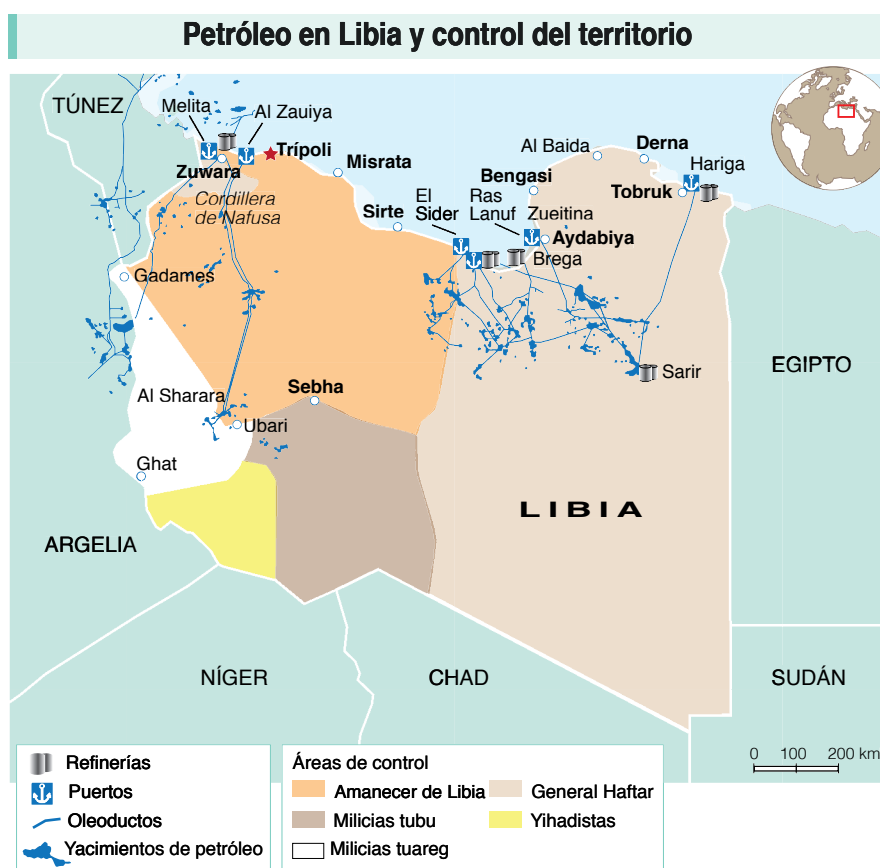 Petróleo en Libia y control del territorio
TÚNEZ
Melita
Al Zauiya
Trípoli
Zuwara
Misrata
Cordillera
de Nafusa
Sirte
El
Sider
Ras
Lanuf
Bengasi
Al Baida
Derna
Hariga
Tobruk
Zueitina
Aydabiya
Brega
Gadames
Sarir
EGIPTO
Al Sharara
Sebha
Ubari
Ghat
LIBIA
ARGELIA
NÍGER
CHAD
SUDÁN
0 100 200 km
Refinerías
Puertos
Oleoductos
Yacimientos de petróleo
Áreas de control
Amanecer de Libia
General Haftar
Milicias tubu
Yihadistas
Milicias tuareg